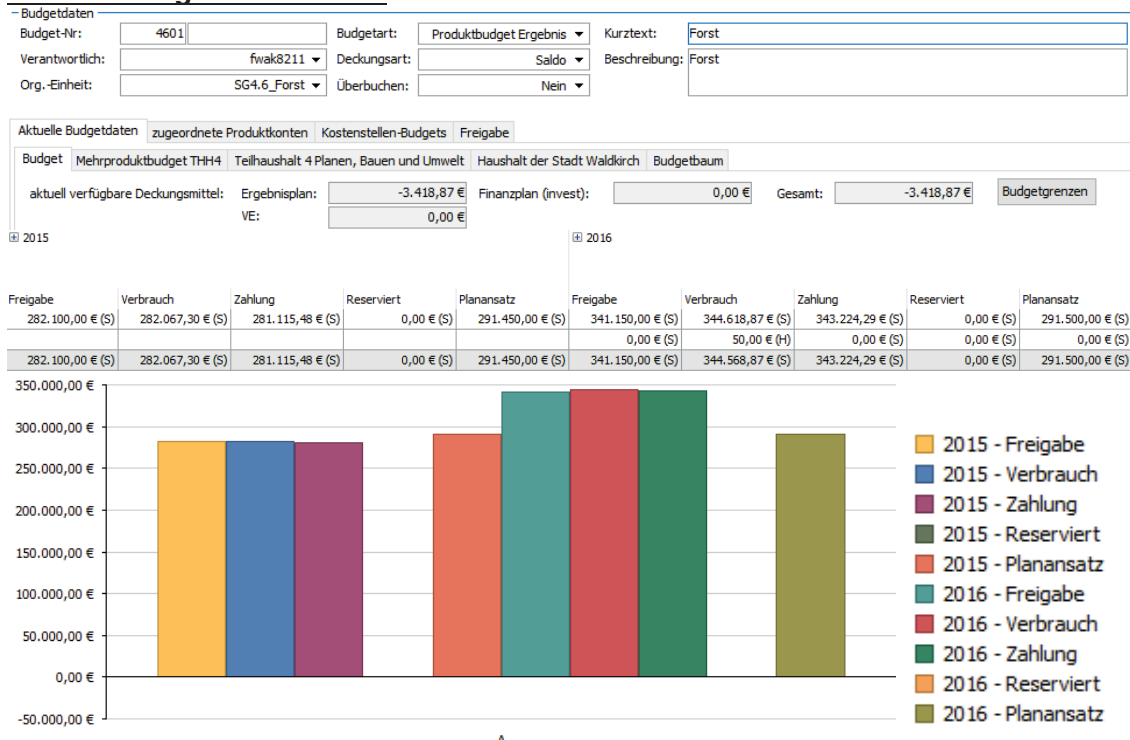 Budgetdaten
Budget-Nr: 4601 Budgetart: Produktbudget Ergebnis Kurztext: Forst
Verantwortlich: fwak8211 Deckungsart: Saldo Beschreibung: Forst
Org.-Einheit: SG4.6_Forst Überbuchen: Nein
Aktuelle Budgetdaten zugeordnete Produktkonten Kostenstellen-Budgets Freigabe
Budget Mehrproduktbudget THH4 Teilhaushalt 4 Planen, Bauen und Umwelt Haushalt der Stadt Waldkirch Budgetbaum
aktuell verfügbare Deckungsmittel: Ergebnisplan: -3.418,87 € Finanzplan (invest): 0,00 € Gesamt: -3.418,87 € Budgetgrenzen
VE: 0,00 €
2015 2016
Freigabe Verbrauch Zahlung Reserviert Planansatz Freigabe Verbrauch Zahlung Reserviert Planansatz
282.100,00 € (S) 282.067,30 € (S) 281.115,48 € (S) 0,00 € (S) 291.450,00 € (S) 341.150,00 € (S) 344.618,87 € (S) 343.224,29 € (S) 0,00 € (S) 291.500,00 € (S)
0,00 € (S) 50,00 € (H) 0,00 € (S) 0,00 € (S) 0,00 € (S)
282.100,00 € (S) 282.067,30 € (S) 281.115,48 € (S) 0,00 € (S) 291.450,00 € (S) 341.150,00 € (S) 344.568,87 € (S) 343.224,29 € (S) 0,00 € (S) 291.500,00 € (S)
350.000,00 €
300.000,00 €
250.000,00 €
200.000,00 €
150.000,00 €
100.000,00 €
50.000,00 €
0,00 €
-50.000,00 €
2015 - Freigabe
2015 - Verbrauch
2015 - Zahlung
2015 - Reserviert
2015 - Planansatz
2016 - Freigabe
2016 - Verbrauch
2016 - Zahlung
2016 - Reserviert
2016 - Planansatz